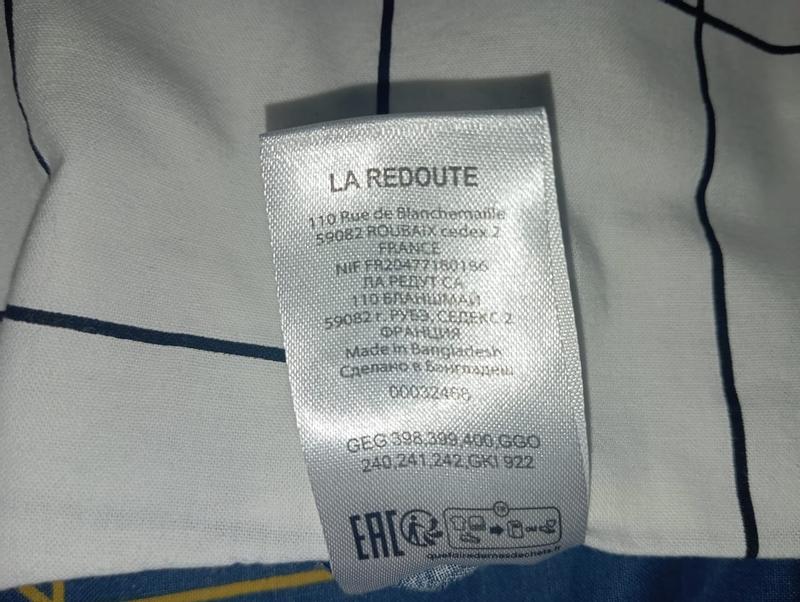 LA REDOUTE
110 Rue de Blanchemaille
59082 ROUBAIX cedex 2
FRANCE
NIF FR20477180186
ЛА РЕДУТ СА
110 БЛАНШМАЙ
59082 г. РУБЭ, СЕДЕКС 2
ФРАНЦИЯ
Made in Bangladesh
Сделано в Бангладеш
00032468
GEG 398,399,400,GGO
240,241,242,GKI 922
EAC
quefairedemesdechets.fr